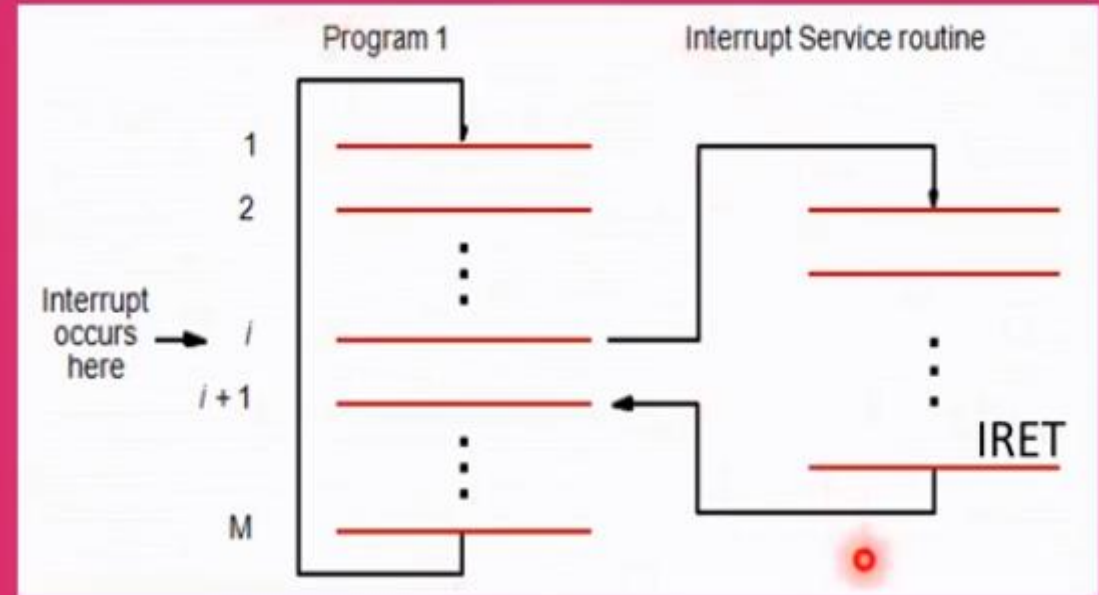 Program 1
Interrupt Service routine
1
2
Interrupt
occurs
here
i
i + 1
IRET
M